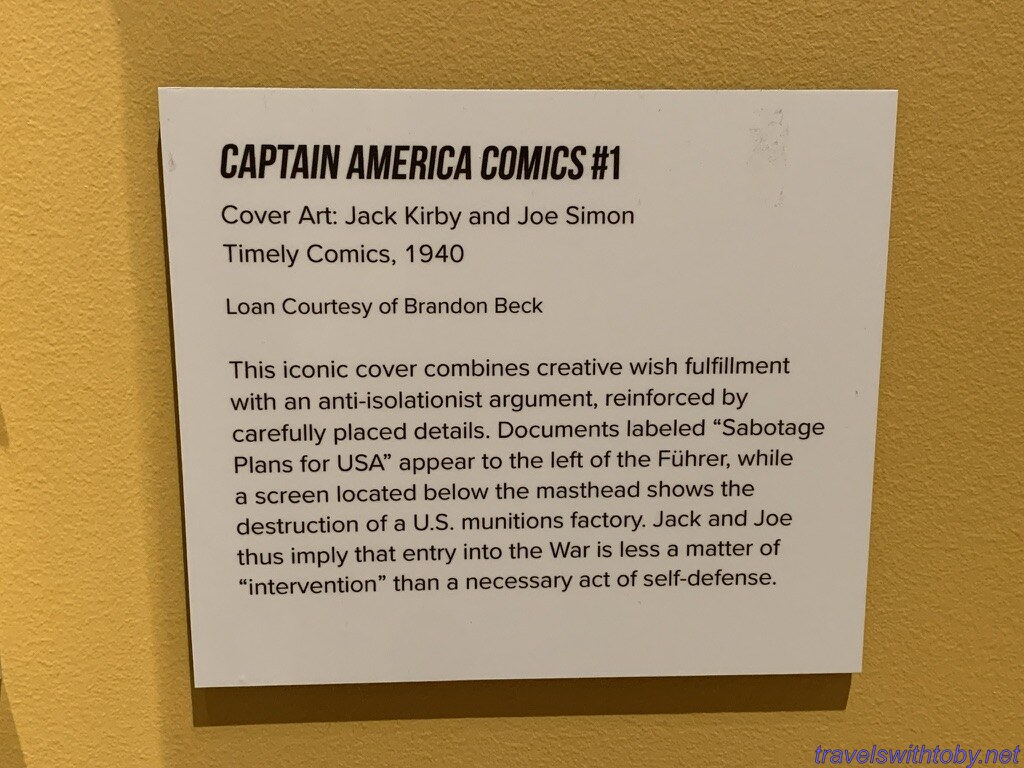 CAPTAIN AMERICA COMICS #1
Cover Art: Jack Kirby and Joe Simon
Timely Comics, 1940
Loan Courtesy of Brandon Beck
This iconic cover combines creative wish fulfillment
with an anti-isolationist argument, reinforced by
carefully placed details. Documents labeled “Sabotage
Plans for USA” appear to the left of the Führer, while
a screen located below the masthead shows the
destruction of a U.S. munitions factory. Jack and Joe
thus imply that entry into the War is less a matter of
“intervention” than a necessary act of self-defense.
travelswithtoby.net